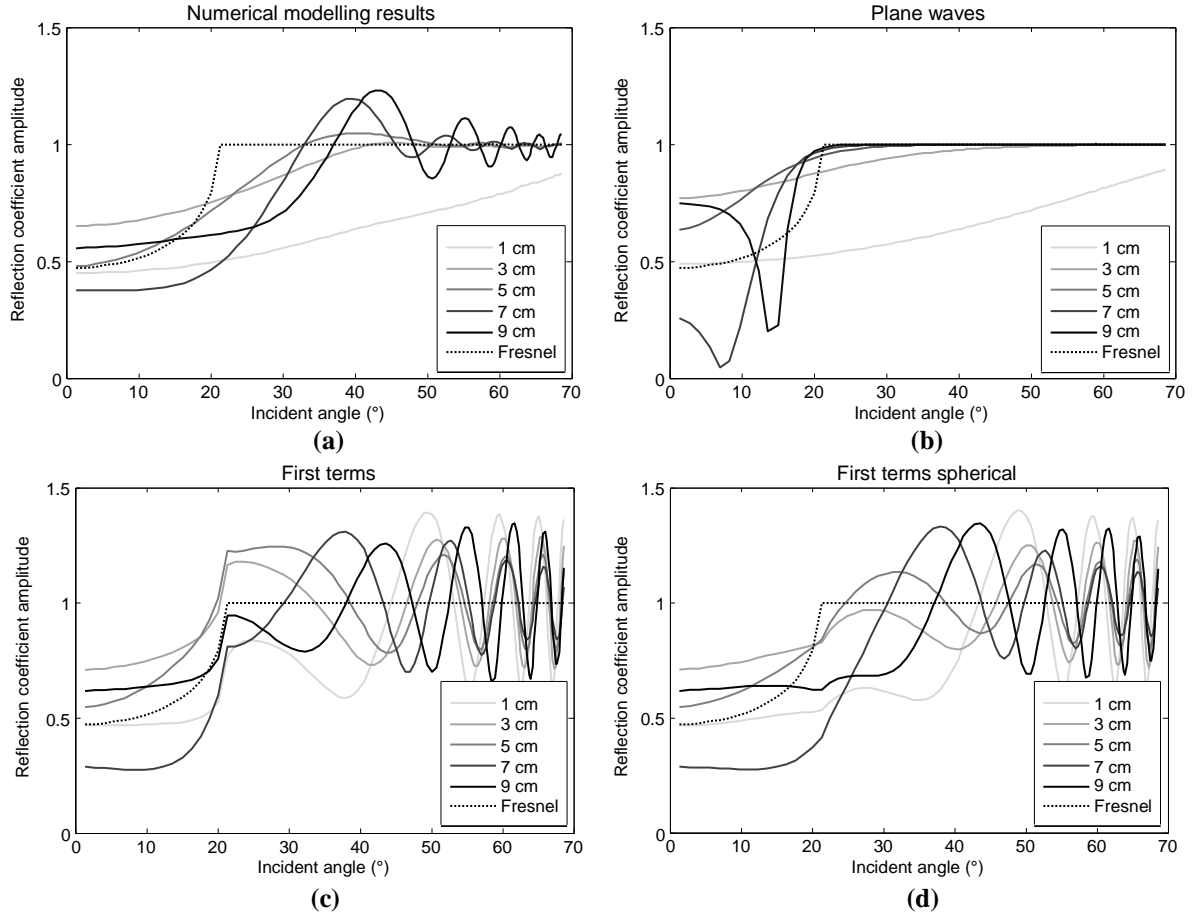 Numerical modelling results
Reflection coefficient amplitude
1.5
1
0.5
0
0 10 20 30 40 50 60 70
Incident angle (°)
1 cm
3 cm
5 cm
7 cm
9 cm
Fresnel
(a)
Plane waves
Reflection coefficient amplitude
1.5
1
0.5
0
0 10 20 30 40 50 60 70
Incident angle (°)
1 cm
3 cm
5 cm
7 cm
9 cm
Fresnel
(b)
First terms
Reflection coefficient amplitude
1.5
1
0.5
0
0 10 20 30 40 50 60 70
Incident angle (°)
1 cm
3 cm
5 cm
7 cm
9 cm
Fresnel
(c)
First terms spherical
Reflection coefficient amplitude
1.5
1
0.5
0
0 10 20 30 40 50 60 70
Incident angle (°)
1 cm
3 cm
5 cm
7 cm
9 cm
Fresnel
(d)